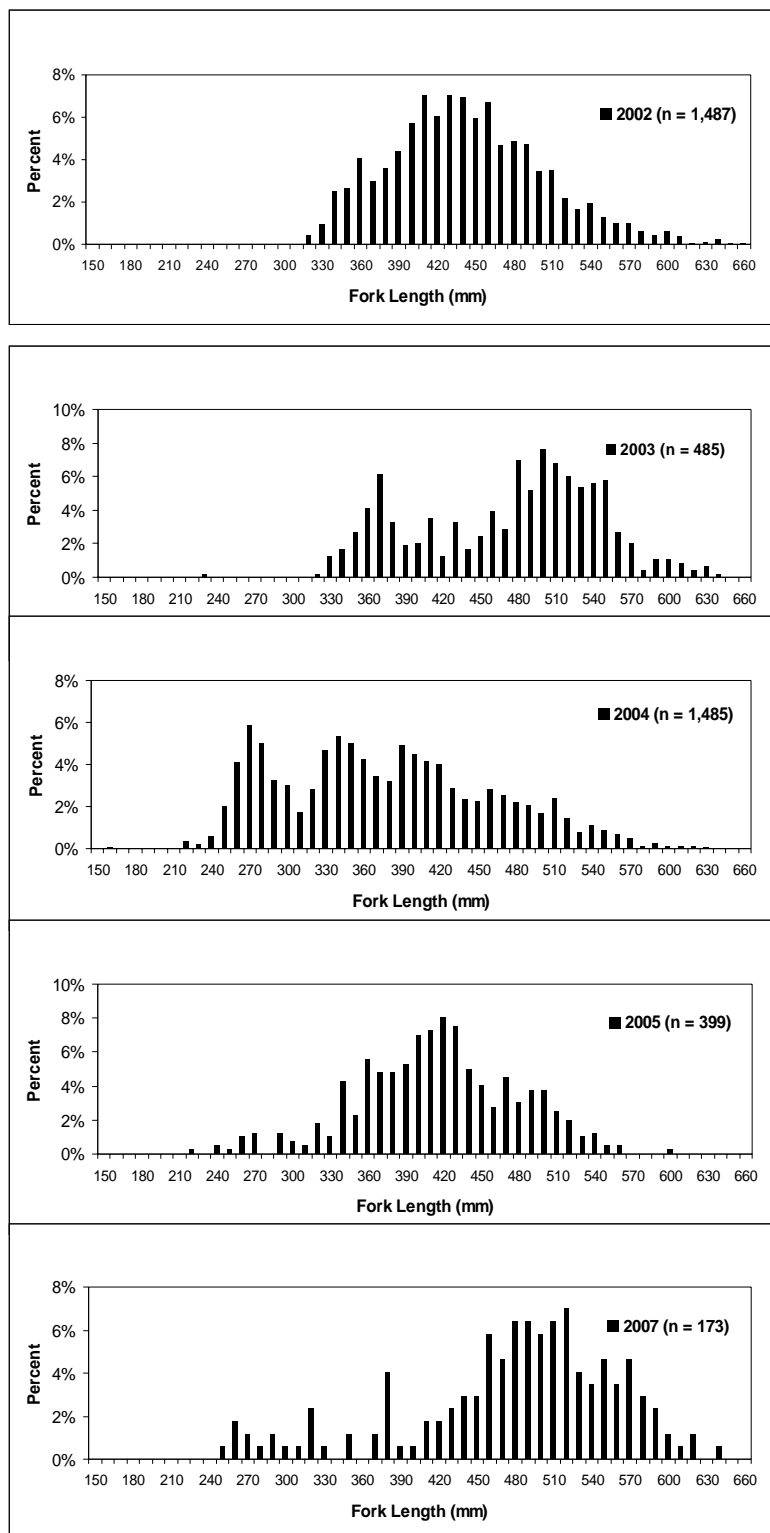 8%
6%
4%
2%
0%
Percent
2002 (n = 1,487)
150 180 210 240 270 300 330 360 390 420 450 480 510 540 570 600 630 660
Fork Length (mm)
10%
8%
6%
4%
2%
0%
Percent
2003 (n = 485)
150 180 210 240 270 300 330 360 390 420 450 480 510 540 570 600 630 660
Fork Length (mm)
8%
6%
4%
2%
0%
Percent
2004 (n = 1,485)
150 180 210 240 270 300 330 360 390 420 450 480 510 540 570 600 630 660
Fork Length (mm)
10%
8%
6%
4%
2%
0%
Percent
2005 (n = 399)
150 180 210 240 270 300 330 360 390 420 450 480 510 540 570 600 630 660
Fork Length (mm)
8%
6%
4%
2%
0%
Percent
2007 (n = 173)
150 180 210 240 270 300 330 360 390 420 450 480 510 540 570 600 630 660
Fork Length (mm)